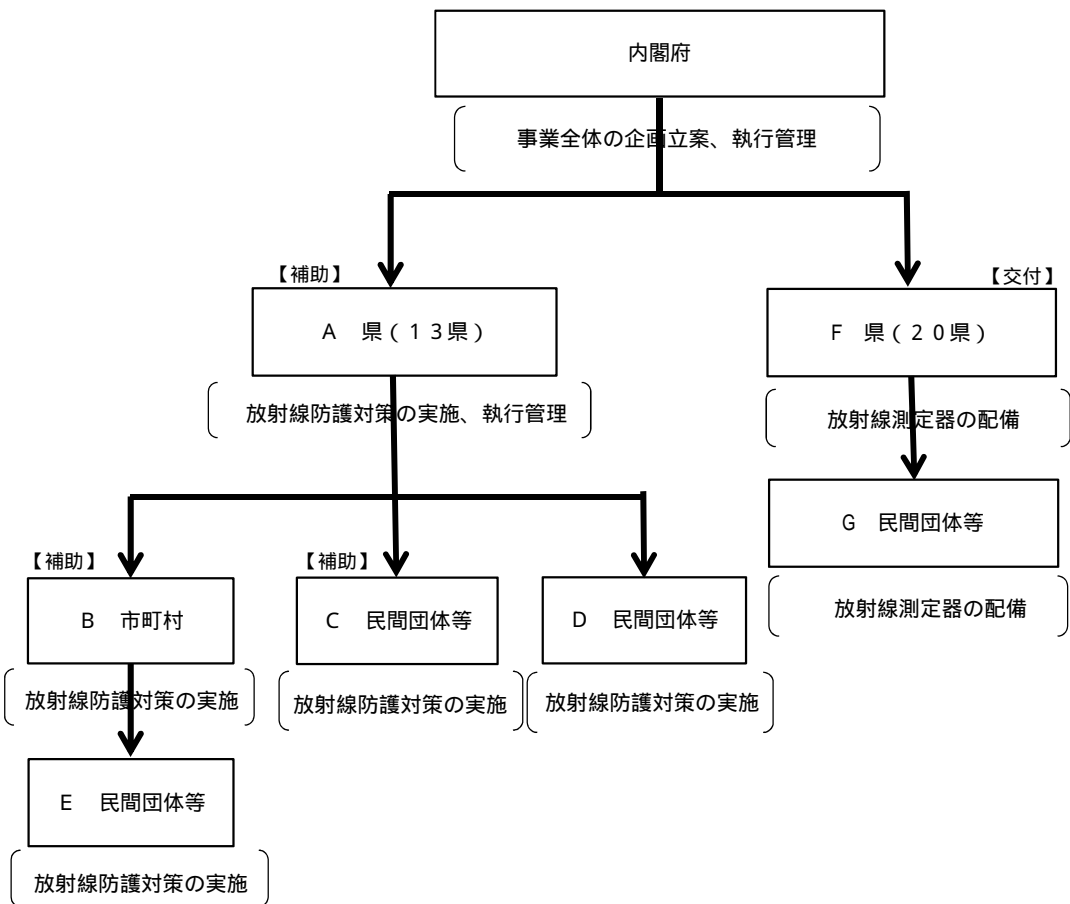 内閣府
事業全体の企画立案、執行管理
【補助】
A 県(13県)
放射線防護対策の実施、執行管理
【交付】
F 県(20県)
放射線測定器の配備
G 民間団体等
放射線測定器の配備
【補助】
B 市町村
放射線防護対策の実施
【補助】
C 民間団体等
放射線防護対策の実施
D 民間団体等
放射線防護対策の実施
E 民間団体等
放射線防護対策の実施